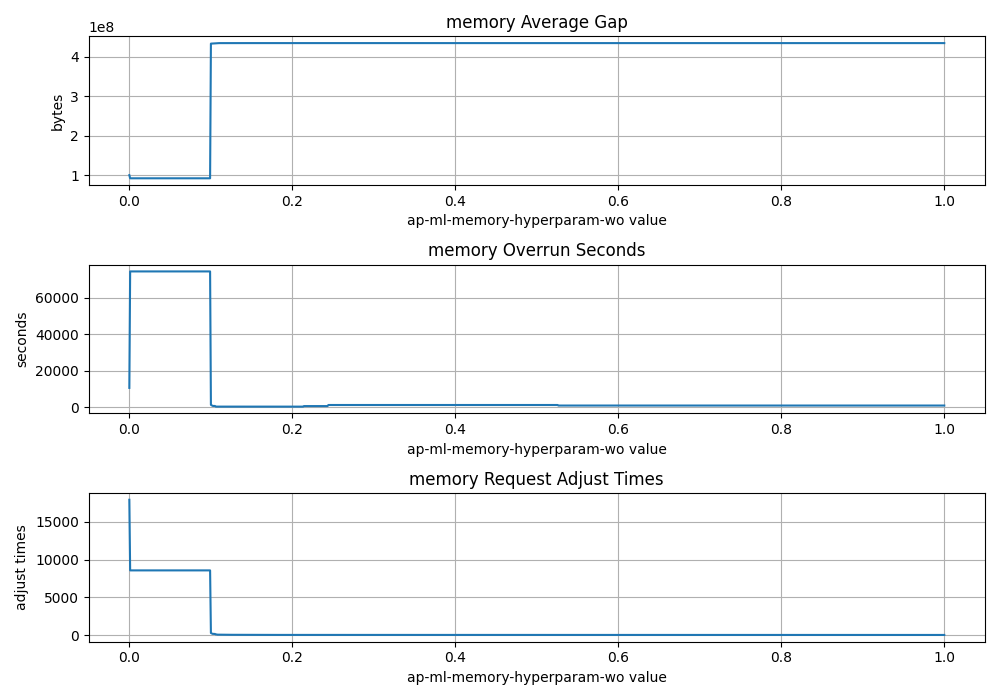 memory Average Gap
1e8
4
3
2
1
bytes
0.0 0.2 0.4 0.6 0.8 1.0
ap-ml-memory-hyperparam-wo value
memory Overrun Seconds
60000
40000
20000
0
seconds
0.0 0.2 0.4 0.6 0.8 1.0
ap-ml-memory-hyperparam-wo value
memory Request Adjust Times
15000
10000
5000
0
adjust times
0.0 0.2 0.4 0.6 0.8 1.0
ap-ml-memory-hyperparam-wo value